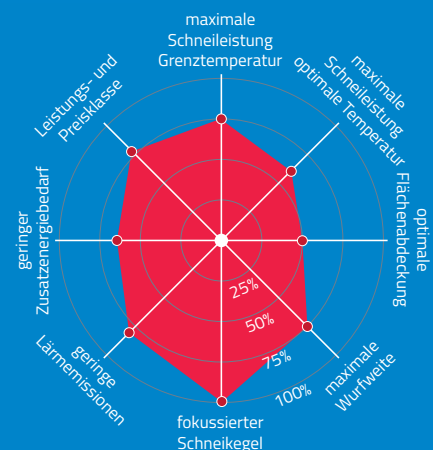 maximale
Schneileistung
Grenztemperatur
maximale
Schneileistung
optimale Temperatur
optimale
Flächenabdeckung
maximale
Wurfweite
fokussierter
Schneikegel
geringe
Lärmemissionen
geringer
Zusatzenergiebedarf
Leistungs- und
Preisklasse
25%
50%
75%
100%